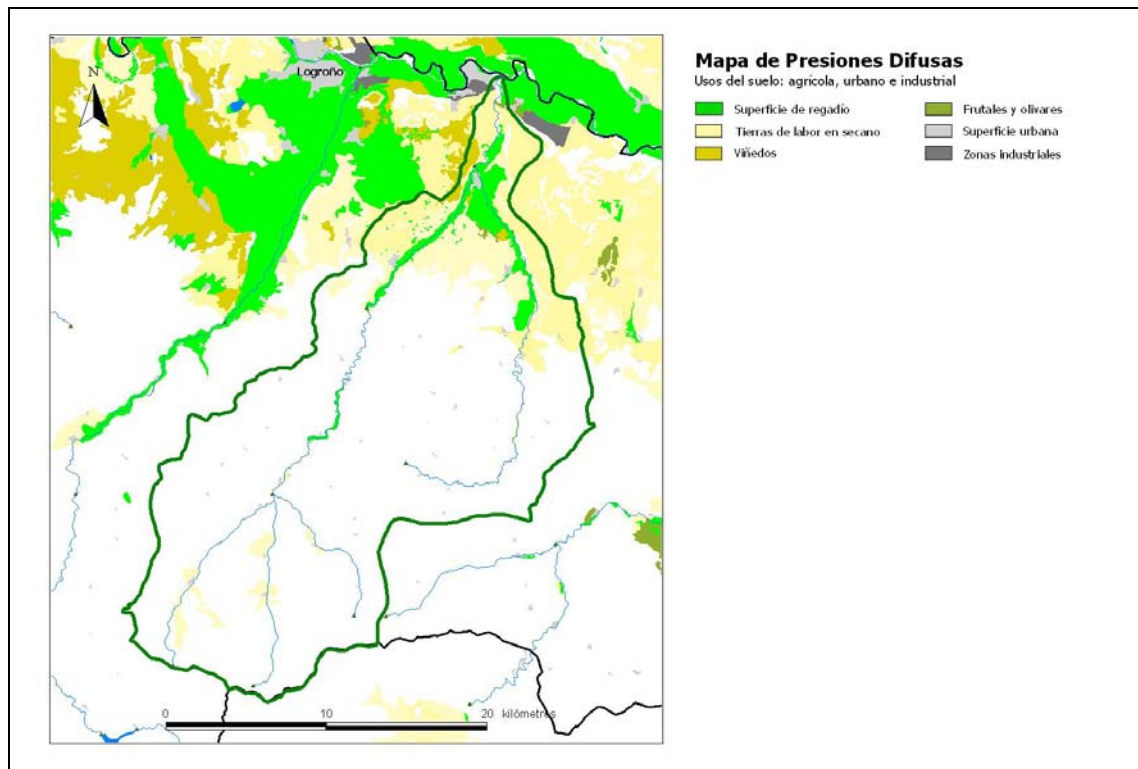 Mapa de Presiones Difusas
Usos del suelo: agrícola, urbano e industrial
Superficie de regadío
Frutales y olivares
Tierras de labor en secano
Superficie urbana
Viñedos
Zonas industriales
Logroño
N
0 10 20 kilómetros